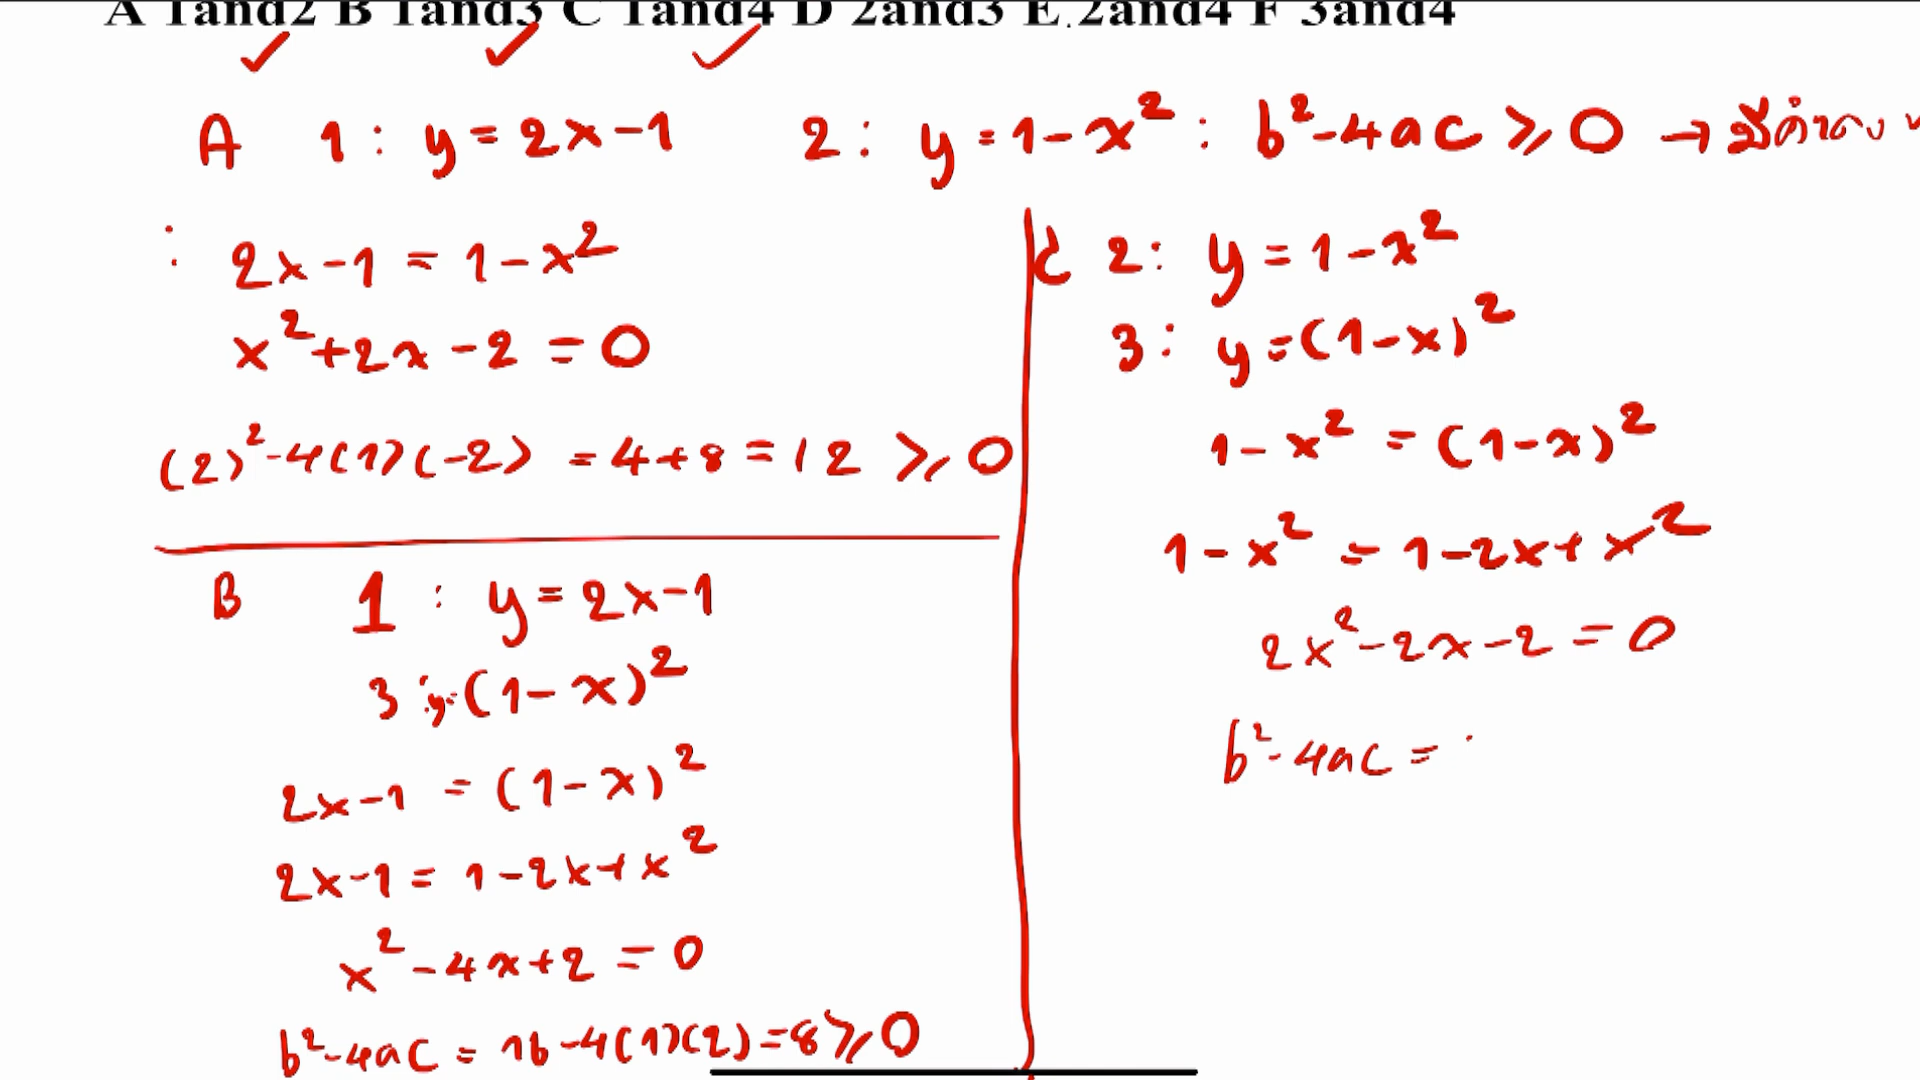 A 1and2 B 1and3 C 1and4 D 2and3 E.2and4 F 3and4
A 1 : y = 2x-1 2 : y = 1-x² : b²-4ac ⩾ 0 →
: 2x-1 = 1-x²
x²+2x-2 = 0
(2)²-4(1)(-2) = 4+8 = 12 ⩾ 0
B 1 : y = 2x-1
3 : y = (1-x)²
2x-1 = (1-x)²
2x-1 = 1-2x+x²
x²-4x+2 = 0
b²-4ac = 16-4(1)(2) = 8 ⩾ 0
C 2: y = 1-x²
3 : y = (1-x)²
1-x² = (1-x)²
1-x² = 1-2x+x²
2x²-2x-2 = 0
b²-4ac =